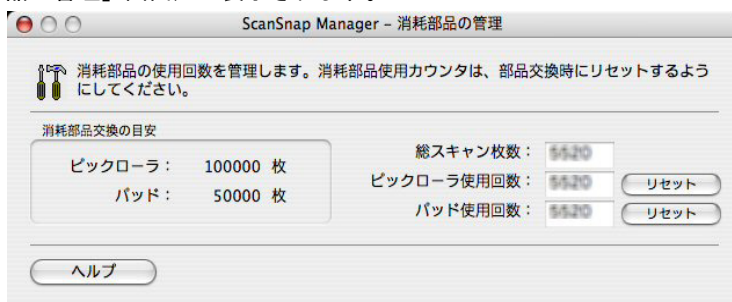 ScanSnap Manager – 消耗部品の管理
消耗部品の使用回数を管理します。消耗部品使用カウンタは、部品交換時にリセットするよう
にしてください。
消耗部品交換の目安
ピックローラ： 100000 枚
パッド： 50000 枚
総スキャン枚数：
ピックローラ使用回数： リセット
パッド使用回数： リセット
ヘルプ